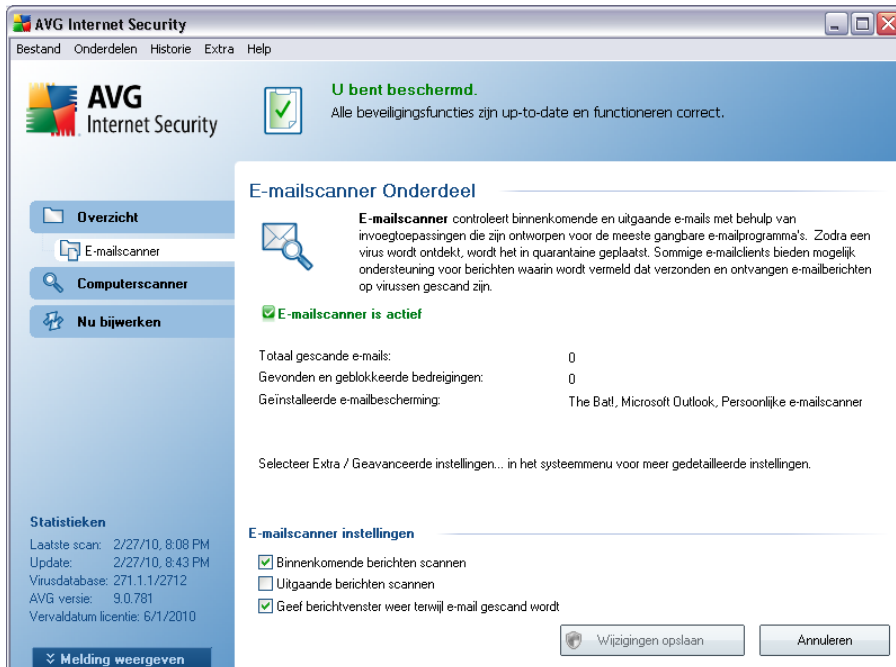 AVG Internet Security
Bestand Onderdelen Historie Extra Help
AVG
Internet Security
U bent beschermd.
Alle beveiligingsfuncties zijn up-to-date en functioneren correct.
Overzicht
E-mailscanner
Computerscanner
Nu bijwerken
E-mailscanner Onderdeel
E-mailscanner controleert binnenkomende en uitgaande e-mails met behulp van
invoegtoepassingen die zijn ontworpen voor de meeste gangbare e-mailprogramma's. Zodra een
virus wordt ontdekt, wordt het in quarantaine geplaatst. Sommige e-mailclients bieden mogelijk
ondersteuning voor berichten waarin wordt vermeld dat verzonden en ontvangen e-mailberichten
op virussen gescand zijn.
E-mailscanner is actief
Totaal gescande e-mails: 0
Gevonden en geblokkeerde bedreigingen: 0
Geïnstalleerde e-mailbescherming: The Bat!, Microsoft Outlook, Persoonlijke e-mailscanner
Selecteer Extra / Geavanceerde instellingen... in het systeemmenu voor meer gedetailleerde instellingen.
E-mailscanner instellingen
Binnenkomende berichten scannen
Uitgaande berichten scannen
Geef berichtvenster weer terwijl e-mail gescand wordt
Wijzigingen opslaan
Annuleren
Statistieken
Laatste scan: 2/27/10, 8:08 PM
Update: 2/27/10, 8:43 PM
Virusdatabase: 271.1.1/2712
AVG versie: 9.0.781
Vervaldatum licentie: 6/1/2010
Melding weergeven